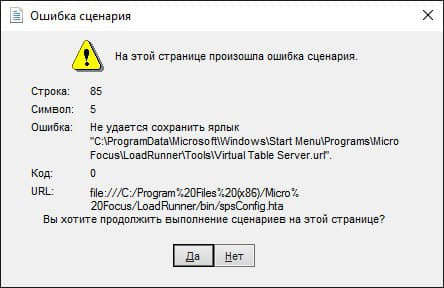 Ошибка сценария
На этой странице произошла ошибка сценария.
Строка: 85
Символ: 5
Ошибка: Не удается сохранить ярлык
"C:\ProgramData\Microsoft\Windows\Start Menu\Programs\Micro
Focus\LoadRunner\Tools\Virtual Table Server.url".
Код: 0
URL: file:///C:/Program%20Files%20(x86)/Micro%
20Focus/LoadRunner/bin/spsConfig.hta
Вы хотите продолжить выполнение сценариев на этой странице?
Да Нет